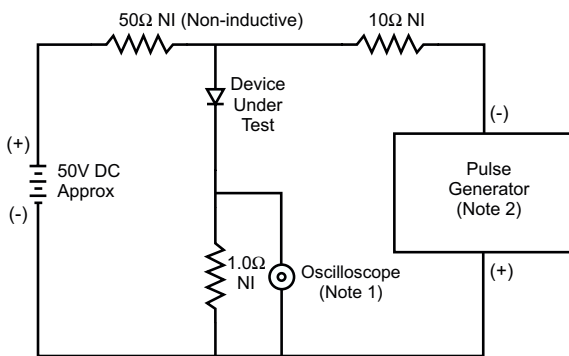 50Ω NI (Non-inductive)
10Ω NI
Device
Under
Test
(-)
(+)
50V DC
Approx
(-)
Pulse
Generator
(Note 2)
1.0Ω
NI
Oscilloscope
(Note 1)
(+)